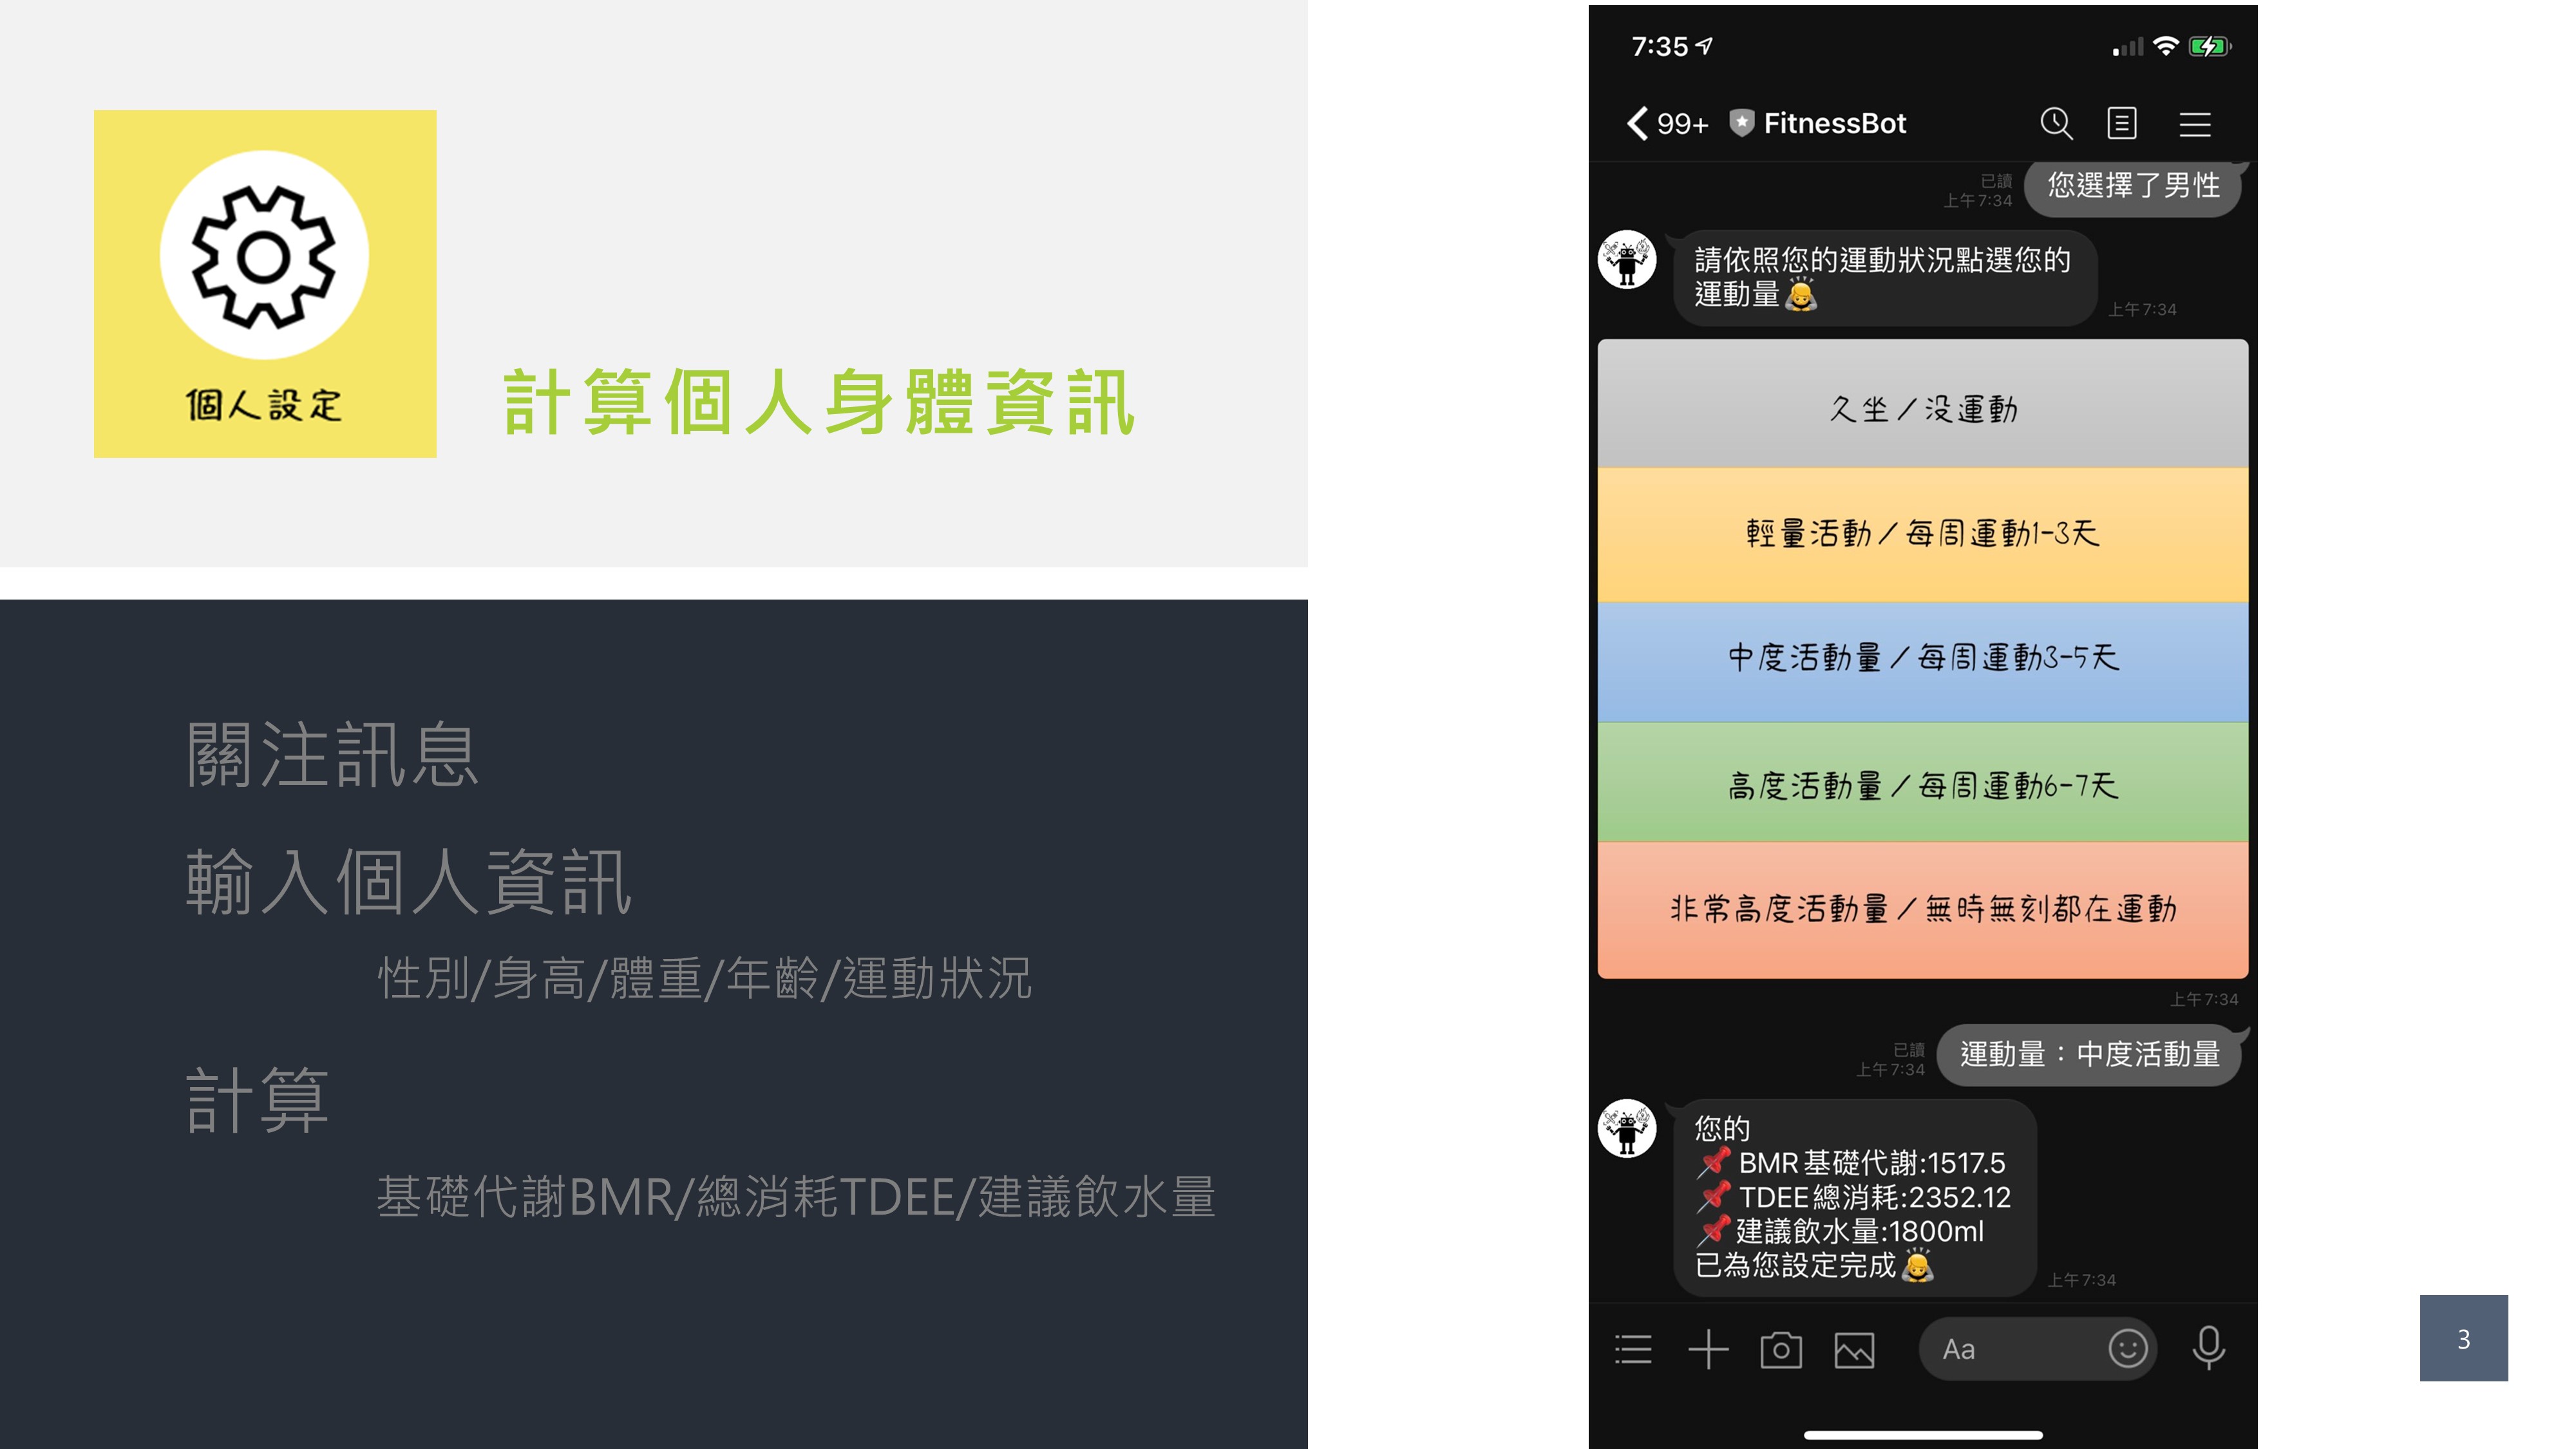 個人設定
計算個人身體資訊
關注訊息
輸入個人資訊
性別/身高/體重/年齡/運動狀況
計算
基礎代謝BMR/總消耗TDEE/建議飲水量
7:35
99+ FitnessBot
已讀
上午7:34
您選擇了男性
請依照您的運動狀況點選您的
運動量
上午7:34
久坐/沒運動
輕量活動/每周運動1-3天
中度活動量/每周運動3-5天
高度活動量/每周運動6-7天
非常高度活動量/無時無刻都在運動
上午7:34
已讀
上午7:34
運動量：中度活動量
您的
BMR基礎代謝:1517.5
TDEE總消耗:2352.12
建議飲水量:1800ml
已為您設定完成
上午7:34
Aa
3